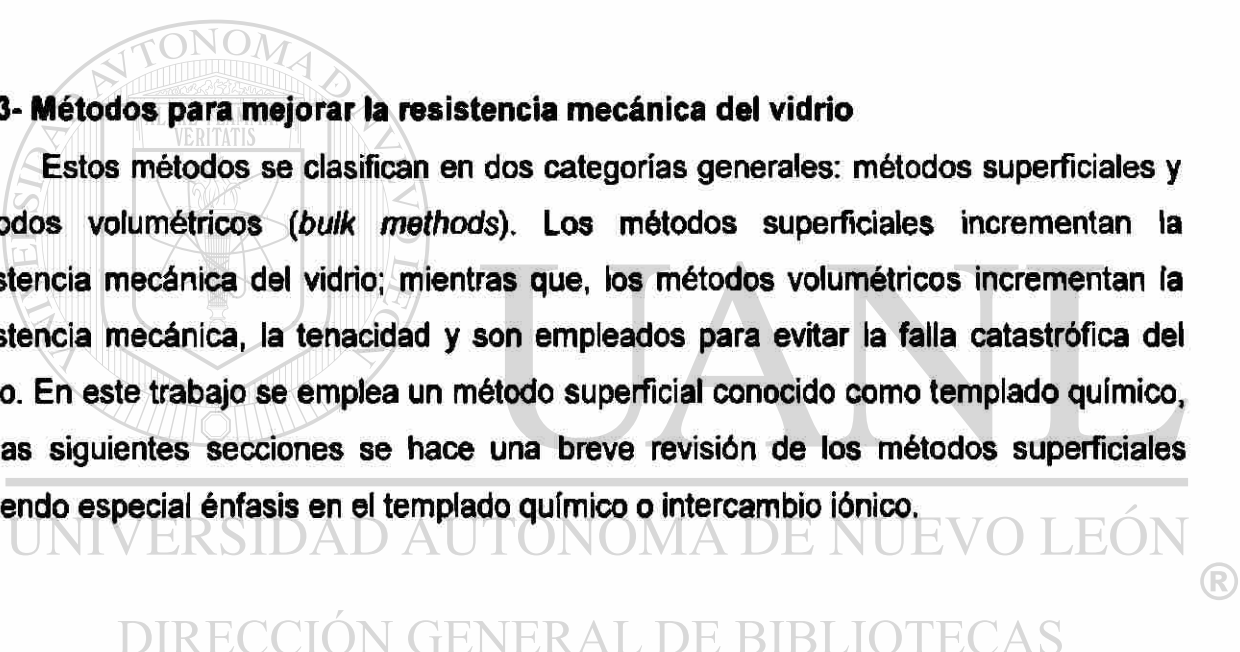 3- Métodos para mejorar la resistencia mecánica del vidrio
Estos métodos se clasifican en dos categorías generales: métodos superficiales y
odos volumétricos (bulk methods). Los métodos superficiales incrementan la
stencia mecánica del vidrio; mientras que, los métodos volumétricos incrementan la
stencia mecánica, la tenacidad y son empleados para evitar la falla catastrófica del
o. En este trabajo se emplea un método superficial conocido como templado químico,
as siguientes secciones se hace una breve revisión de los métodos superficiales
endo especial énfasis en el templado químico o intercambio iónico.
UANL
UNIVERSIDAD AUTÓNOMA DE NUEVO LEÓN
®
DIRECCIÓN GENERAL DE BIBLIOTECAS
VERITATIS